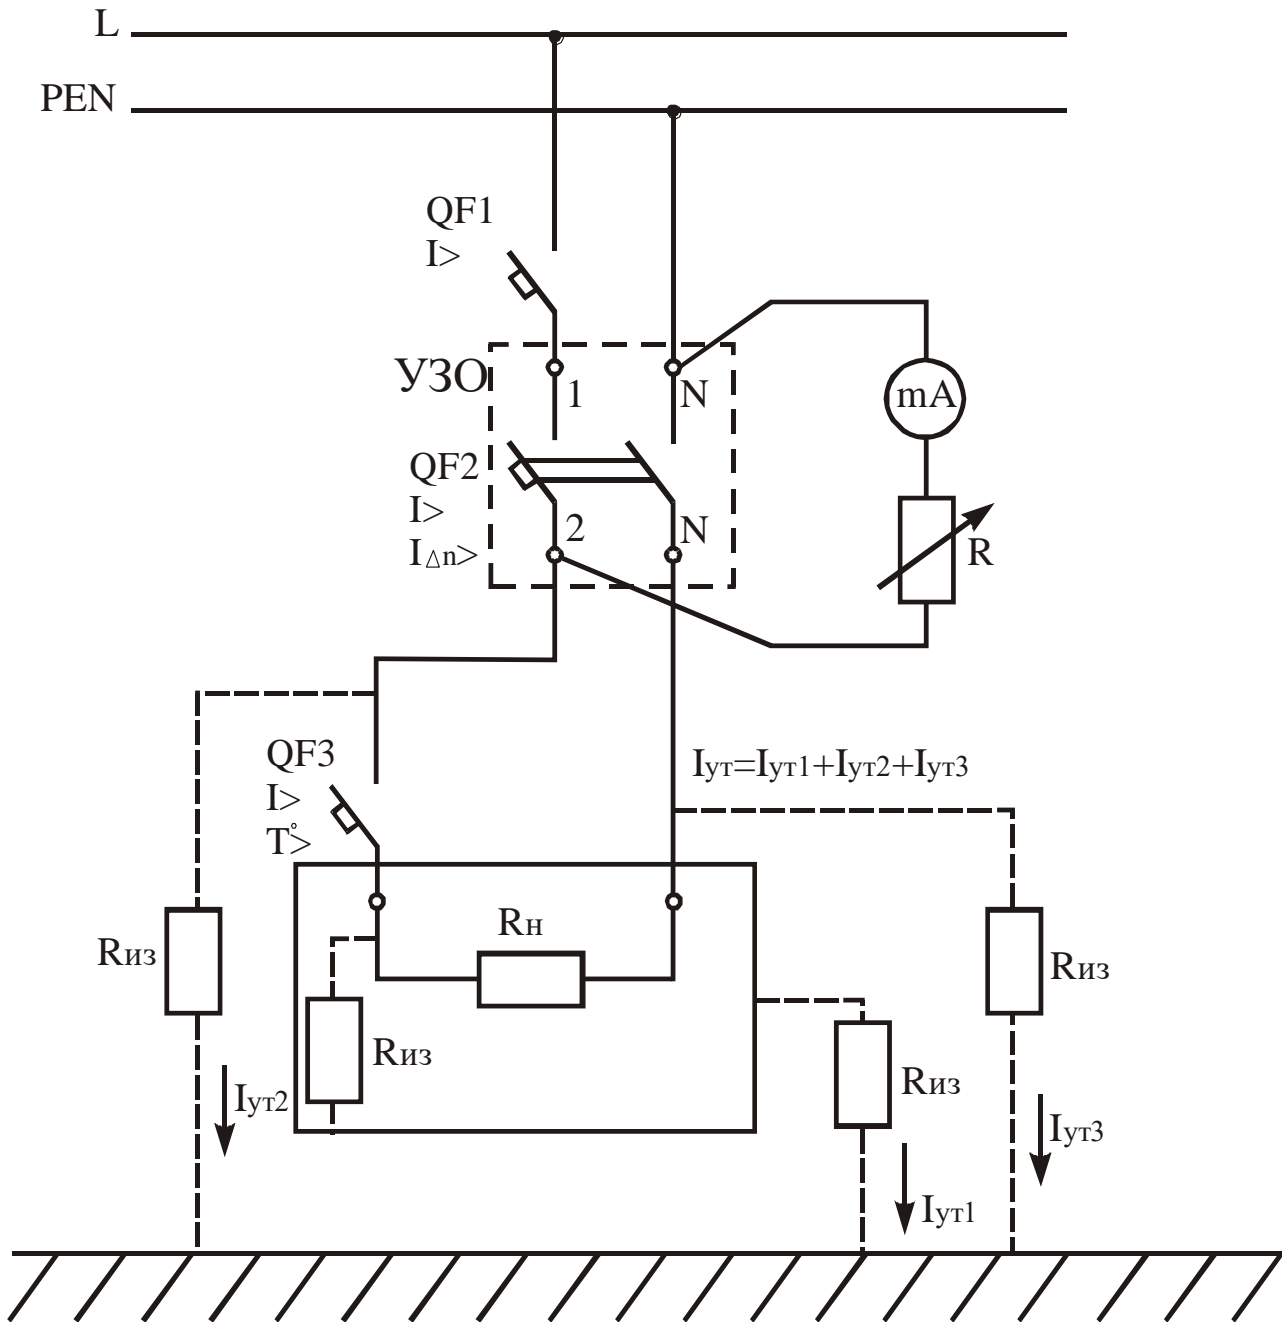 L
PEN
QF1
I>
УЗО
1
N
mA
QF2
I>
I△n>
2
N
R
QF3
I>
T°>
Iут=Iут1+Iут2+Iут3
Rн
Rиз
Rиз
Rиз
Rиз
Iут2
Iут3
Iут1